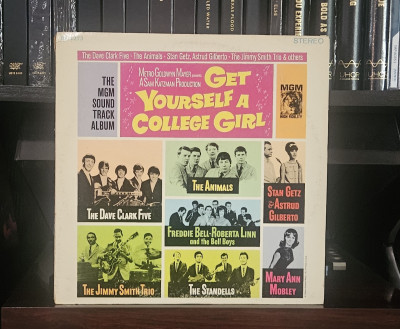 STEREO
The Dave Clark Five - The Animals - Stan Getz, Astrud Gilberto - The Jimmy Smith Trio & others
THE
MGM
SOUND
TRACK
ALBUM
Metro Goldwyn Mayer
A Sam Katzman Production
GET
YOURSELF A
COLLEGE GIRL
MGM
The Dave Clark Five
The Animals
Stan Getz
& Astrud
Gilberto
Freddie Bell-Roberta Linn
and the Bell Boys
The Jimmy Smith Trio
The Standells
Mary Ann
Mobley
BOLD AS